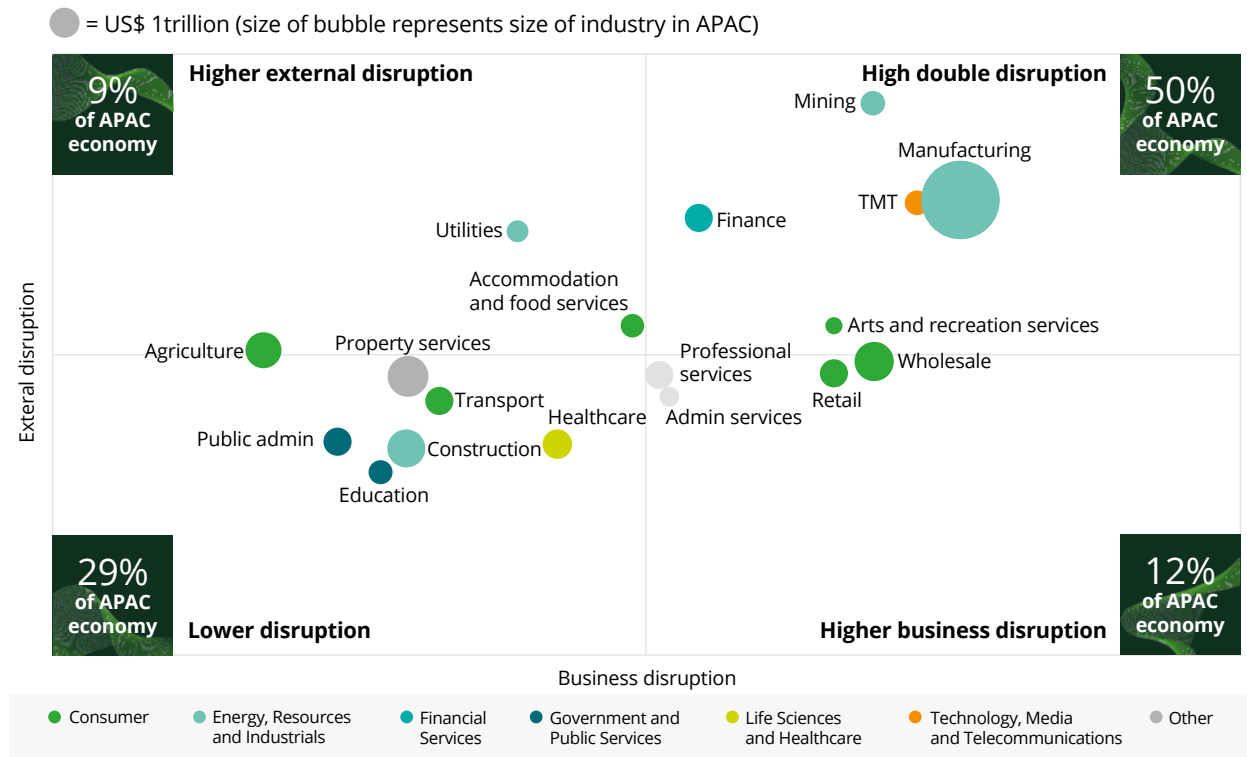 = US$ 1trillion (size of bubble represents size of industry in APAC)
9%
of APAC
economy
Higher external disruption
High double disruption
50%
of APAC
economy
Mining
Manufacturing
TMT
Finance
Utilities
Accommodation
and food services
Arts and recreation services
Agriculture
Property services
Professional
services
Wholesale
Transport
Retail
Healthcare
Admin services
Public admin
Construction
Education
Exteral disruption
29%
of APAC
economy
Lower disruption
Higher business disruption
12%
of APAC
economy
Business disruption
Consumer
Energy, Resources
and Industrials
Financial
Services
Government and
Public Services
Life Sciences
and Healthcare
Technology, Media
and Telecommunications
Other